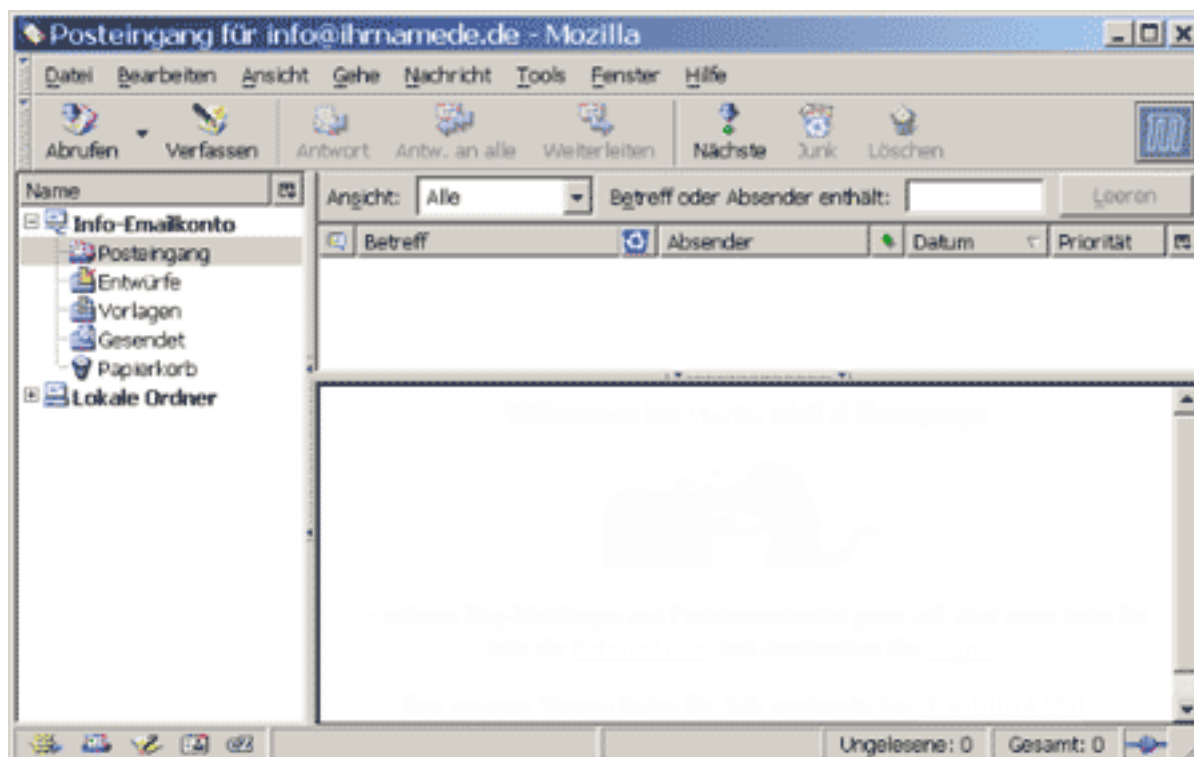 Posteingang für info@ihrnamede.de - Mozilla
Datei Bearbeiten Ansicht Gehe Nachricht Tools Fenster Hilfe
Abrufen Verfassen Antwort Antw. an alle Weiterleiten Nächste Junk Löschen
Name
Ansicht: Alle Betreff oder Absender enthält: Leeren
Info-Emailkonto
Betreff Absender Datum Priorität
Posteingang
Entwürfe
Vorlagen
Gesendet
Papierkorb
Lokale Ordner
Ungelesene: 0 Gesamt: 0